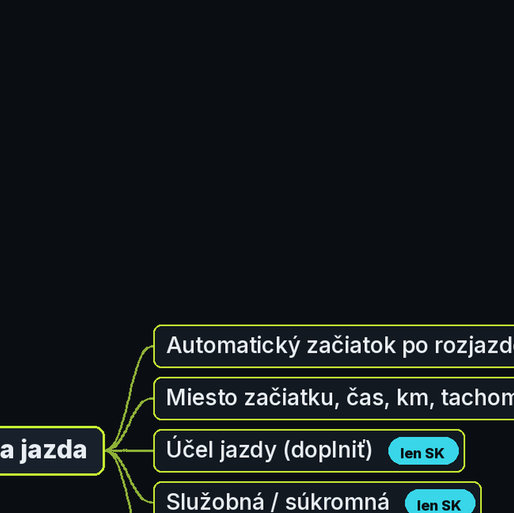 Automatický začiatok po rozjazd
Miesto začiatku, čas, km, tachom
a jazda
Účel jazdy (doplniť) len SK
Služobná / súkromná len SK